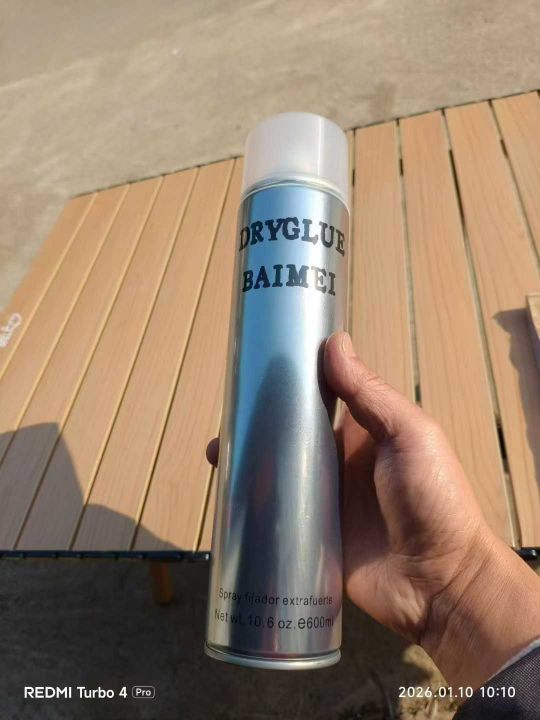 DRYGLUE
BAIMEI
Spray fijador extrafuerte
Net wt. 10.6 oz. e600ml
REDMI Turbo 4 Pro
2026.01.10 10:10